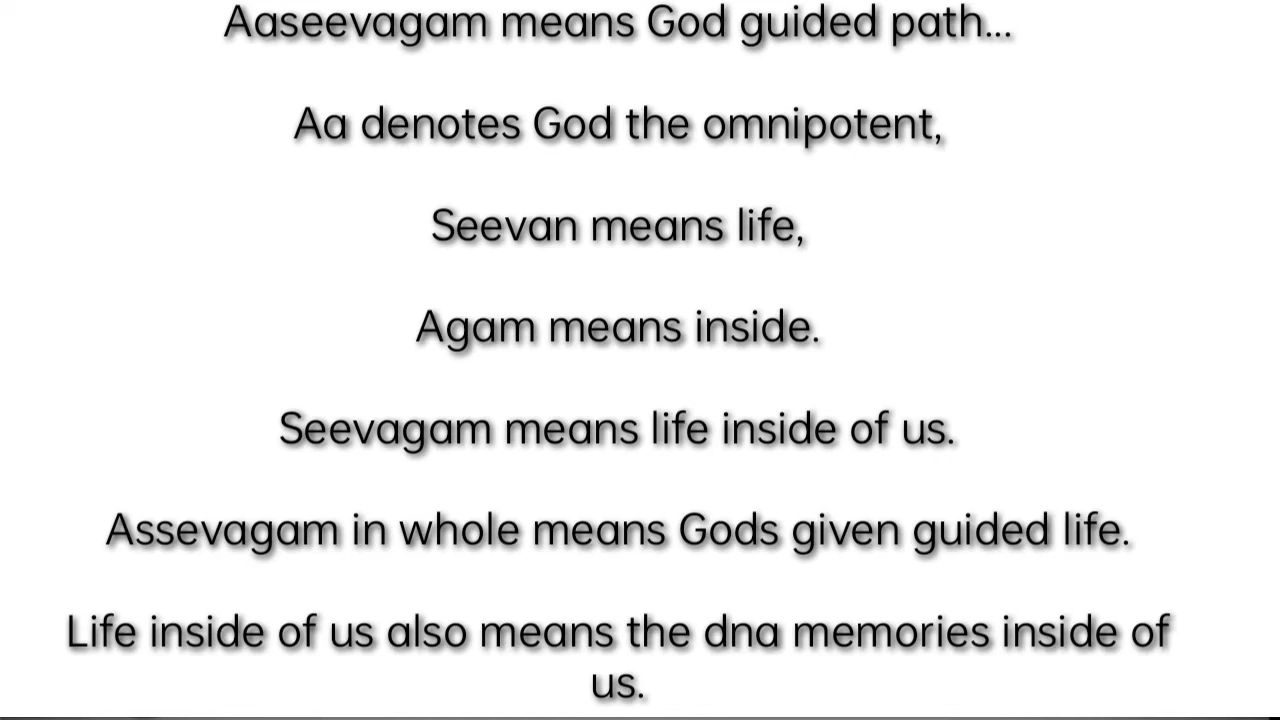 Aaseevagam means God guided path...
Aa denotes God the omnipotent,
Seevan means life,
Agam means inside.
Seevagam means life inside of us.
Assevagam in whole means Gods given guided life.
Life inside of us also means the dna memories inside of
us.